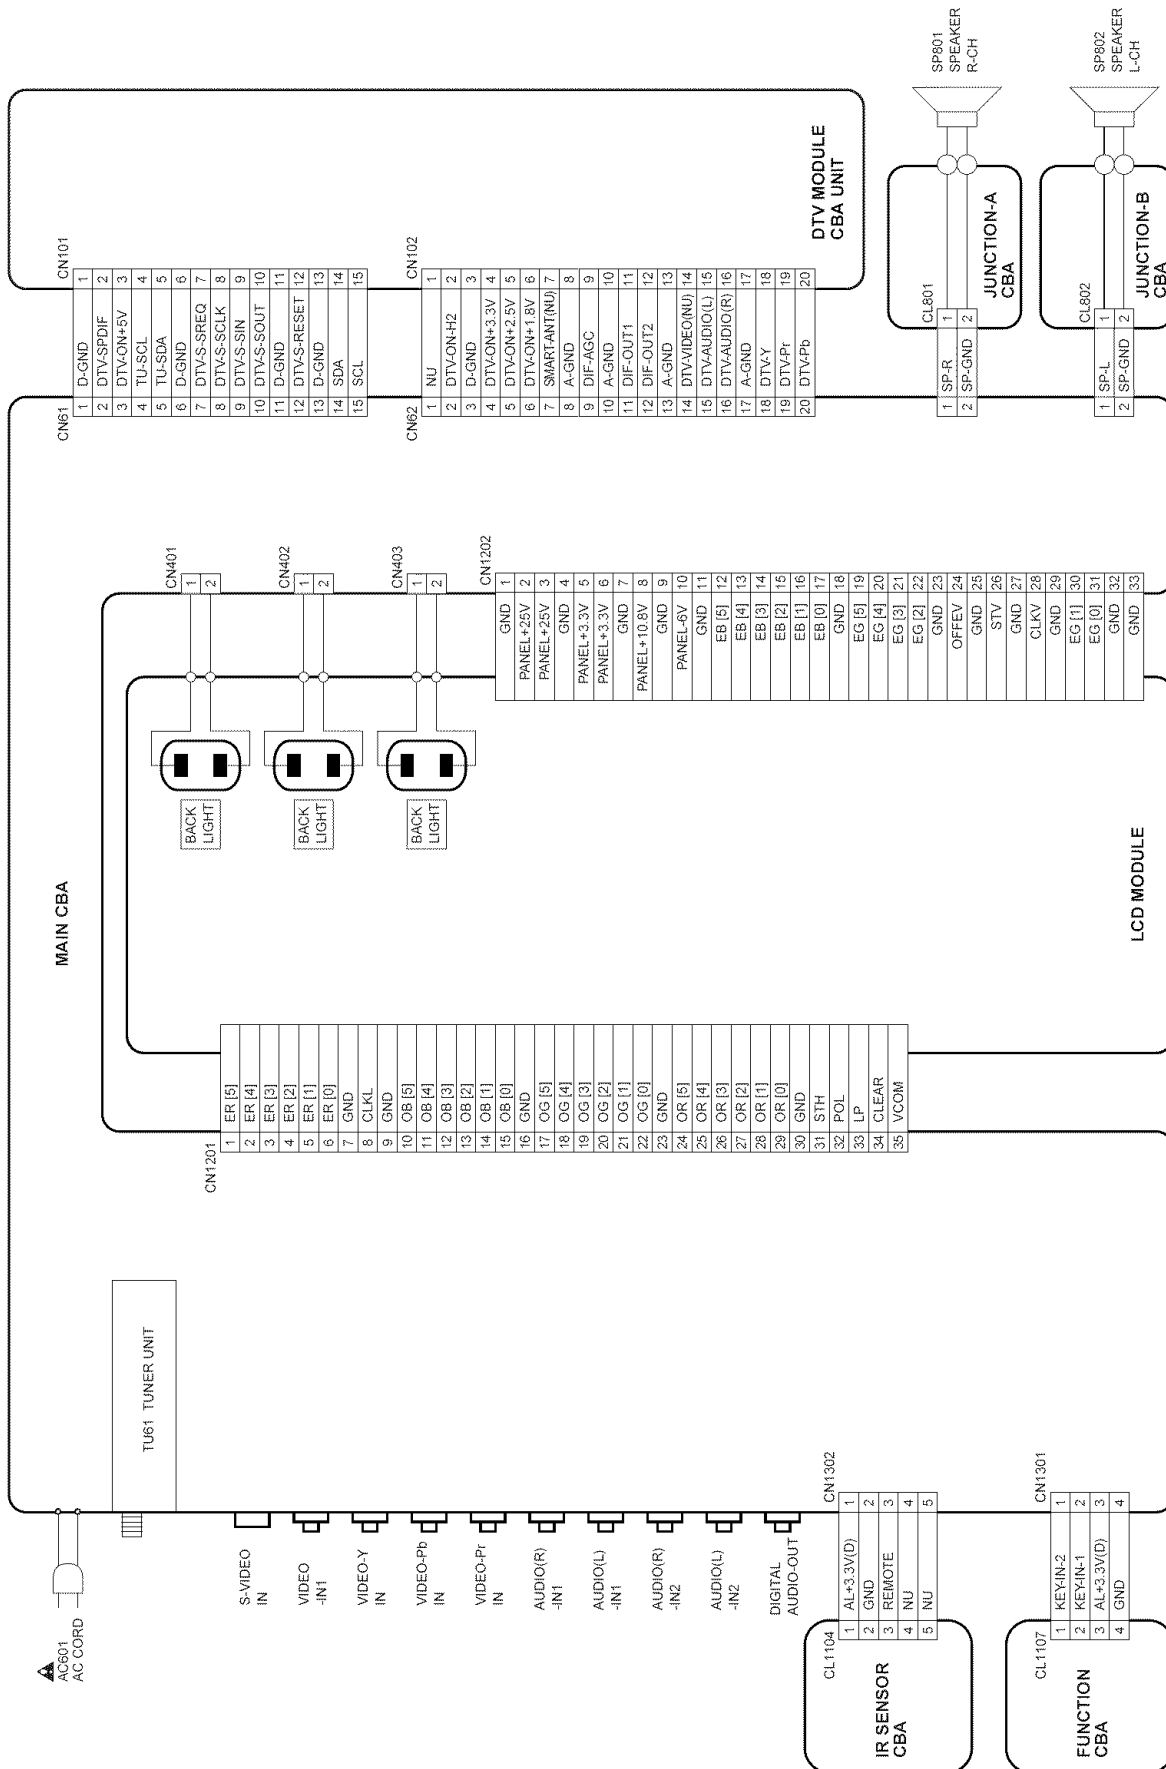 AC601
AC CORD
TU61 TUNER UNIT
S-VIDEO
IN
VIDEO
-IN1
VIDEO-Y
IN
VIDEO-Pb
IN
VIDEO-Pr
IN
AUDIO(R)
-IN1
AUDIO(L)
-IN1
AUDIO(R)
-IN2
AUDIO(L)
-IN2
DIGITAL
AUDIO-OUT
CL1104
CN1302
1 AL+3.3V(D) 1
2 GND 2
3 REMOTE 3
4 NU 4
5 NU 5
IR SENSOR
CBA
CL1107
CN1301
1 KEY-IN-2 1
2 KEY-IN-1 2
3 AL+3.3V(D) 3
4 GND 4
FUNCTION
CBA
MAIN CBA
CN1201
1 ER [5]
2 ER [4]
3 ER [3]
4 ER [2]
5 ER [1]
6 ER [0]
7 GND
8 CLKL
9 GND
10 OB [5]
11 OB [4]
12 OB [3]
13 OB [2]
14 OB [1]
15 OB [0]
16 GND
17 OG [5]
18 OG [4]
19 OG [3]
20 OG [2]
21 OG [1]
22 OG [0]
23 GND
24 OR [5]
25 OR [4]
26 OR [3]
27 OR [2]
28 OR [1]
29 OR [0]
30 GND
31 STH
32 POL
33 LP
34 CLEAR
35 VCOM
BACK
LIGHT
BACK
LIGHT
BACK
LIGHT
CN401
1
2
CN402
1
2
CN403
1
2
LCD MODULE
CN1202
GND 1
PANEL+25V 2
PANEL+25V 3
GND 4
PANEL+3.3V 5
PANEL+3.3V 6
GND 7
PANEL+10.8V 8
GND 9
PANEL-6V 10
GND 11
EB [5] 12
EB [4] 13
EB [3] 14
EB [2] 15
EB [1] 16
EB [0] 17
GND 18
EG [5] 19
EG [4] 20
EG [3] 21
EG [2] 22
GND 23
OFFEV 24
GND 25
STV 26
GND 27
CLKV 28
GND 29
EG [1] 30
EG [0] 31
GND 32
GND 33
CN61
CN101
1 D-GND 1
2 DTV-SPDIF 2
3 DTV-ON+5V 3
4 TU-SCL 4
5 TU-SDA 5
6 D-GND 6
7 DTV-S-SREQ 7
8 DTV-S-SCLK 8
9 DTV-S-SIN 9
10 DTV-S-SOUT 10
11 D-GND 11
12 DTV-S-RESET 12
13 D-GND 13
14 SDA 14
15 SCL 15
CN62
CN102
1 NU 1
2 DTV-ON-H2 2
3 D-GND 3
4 DTV-ON+3.3V 4
5 DTV-ON+2.5V 5
6 DTV-ON+1.8V 6
7 SMART-ANT(NU) 7
8 A-GND 8
9 DIF-AGC 9
10 A-GND 10
11 DIF-OUT1 11
12 DIF-OUT2 12
13 A-GND 13
14 DTV-VIDEO(NU) 14
15 DTV-AUDIO(L) 15
16 DTV-AUDIO(R) 16
17 A-GND 17
18 DTV-Y 18
19 DTV-Pr 19
20 DTV-Pb 20
DTV MODULE
CBA UNIT
CL801
1 SP-R 1
2 SP-GND 2
JUNCTION-A
CBA
SP801
SPEAKER
R-CH
CL802
1 SP-L 1
2 SP-GND 2
JUNCTION-B
CBA
SP802
SPEAKER
L-CH